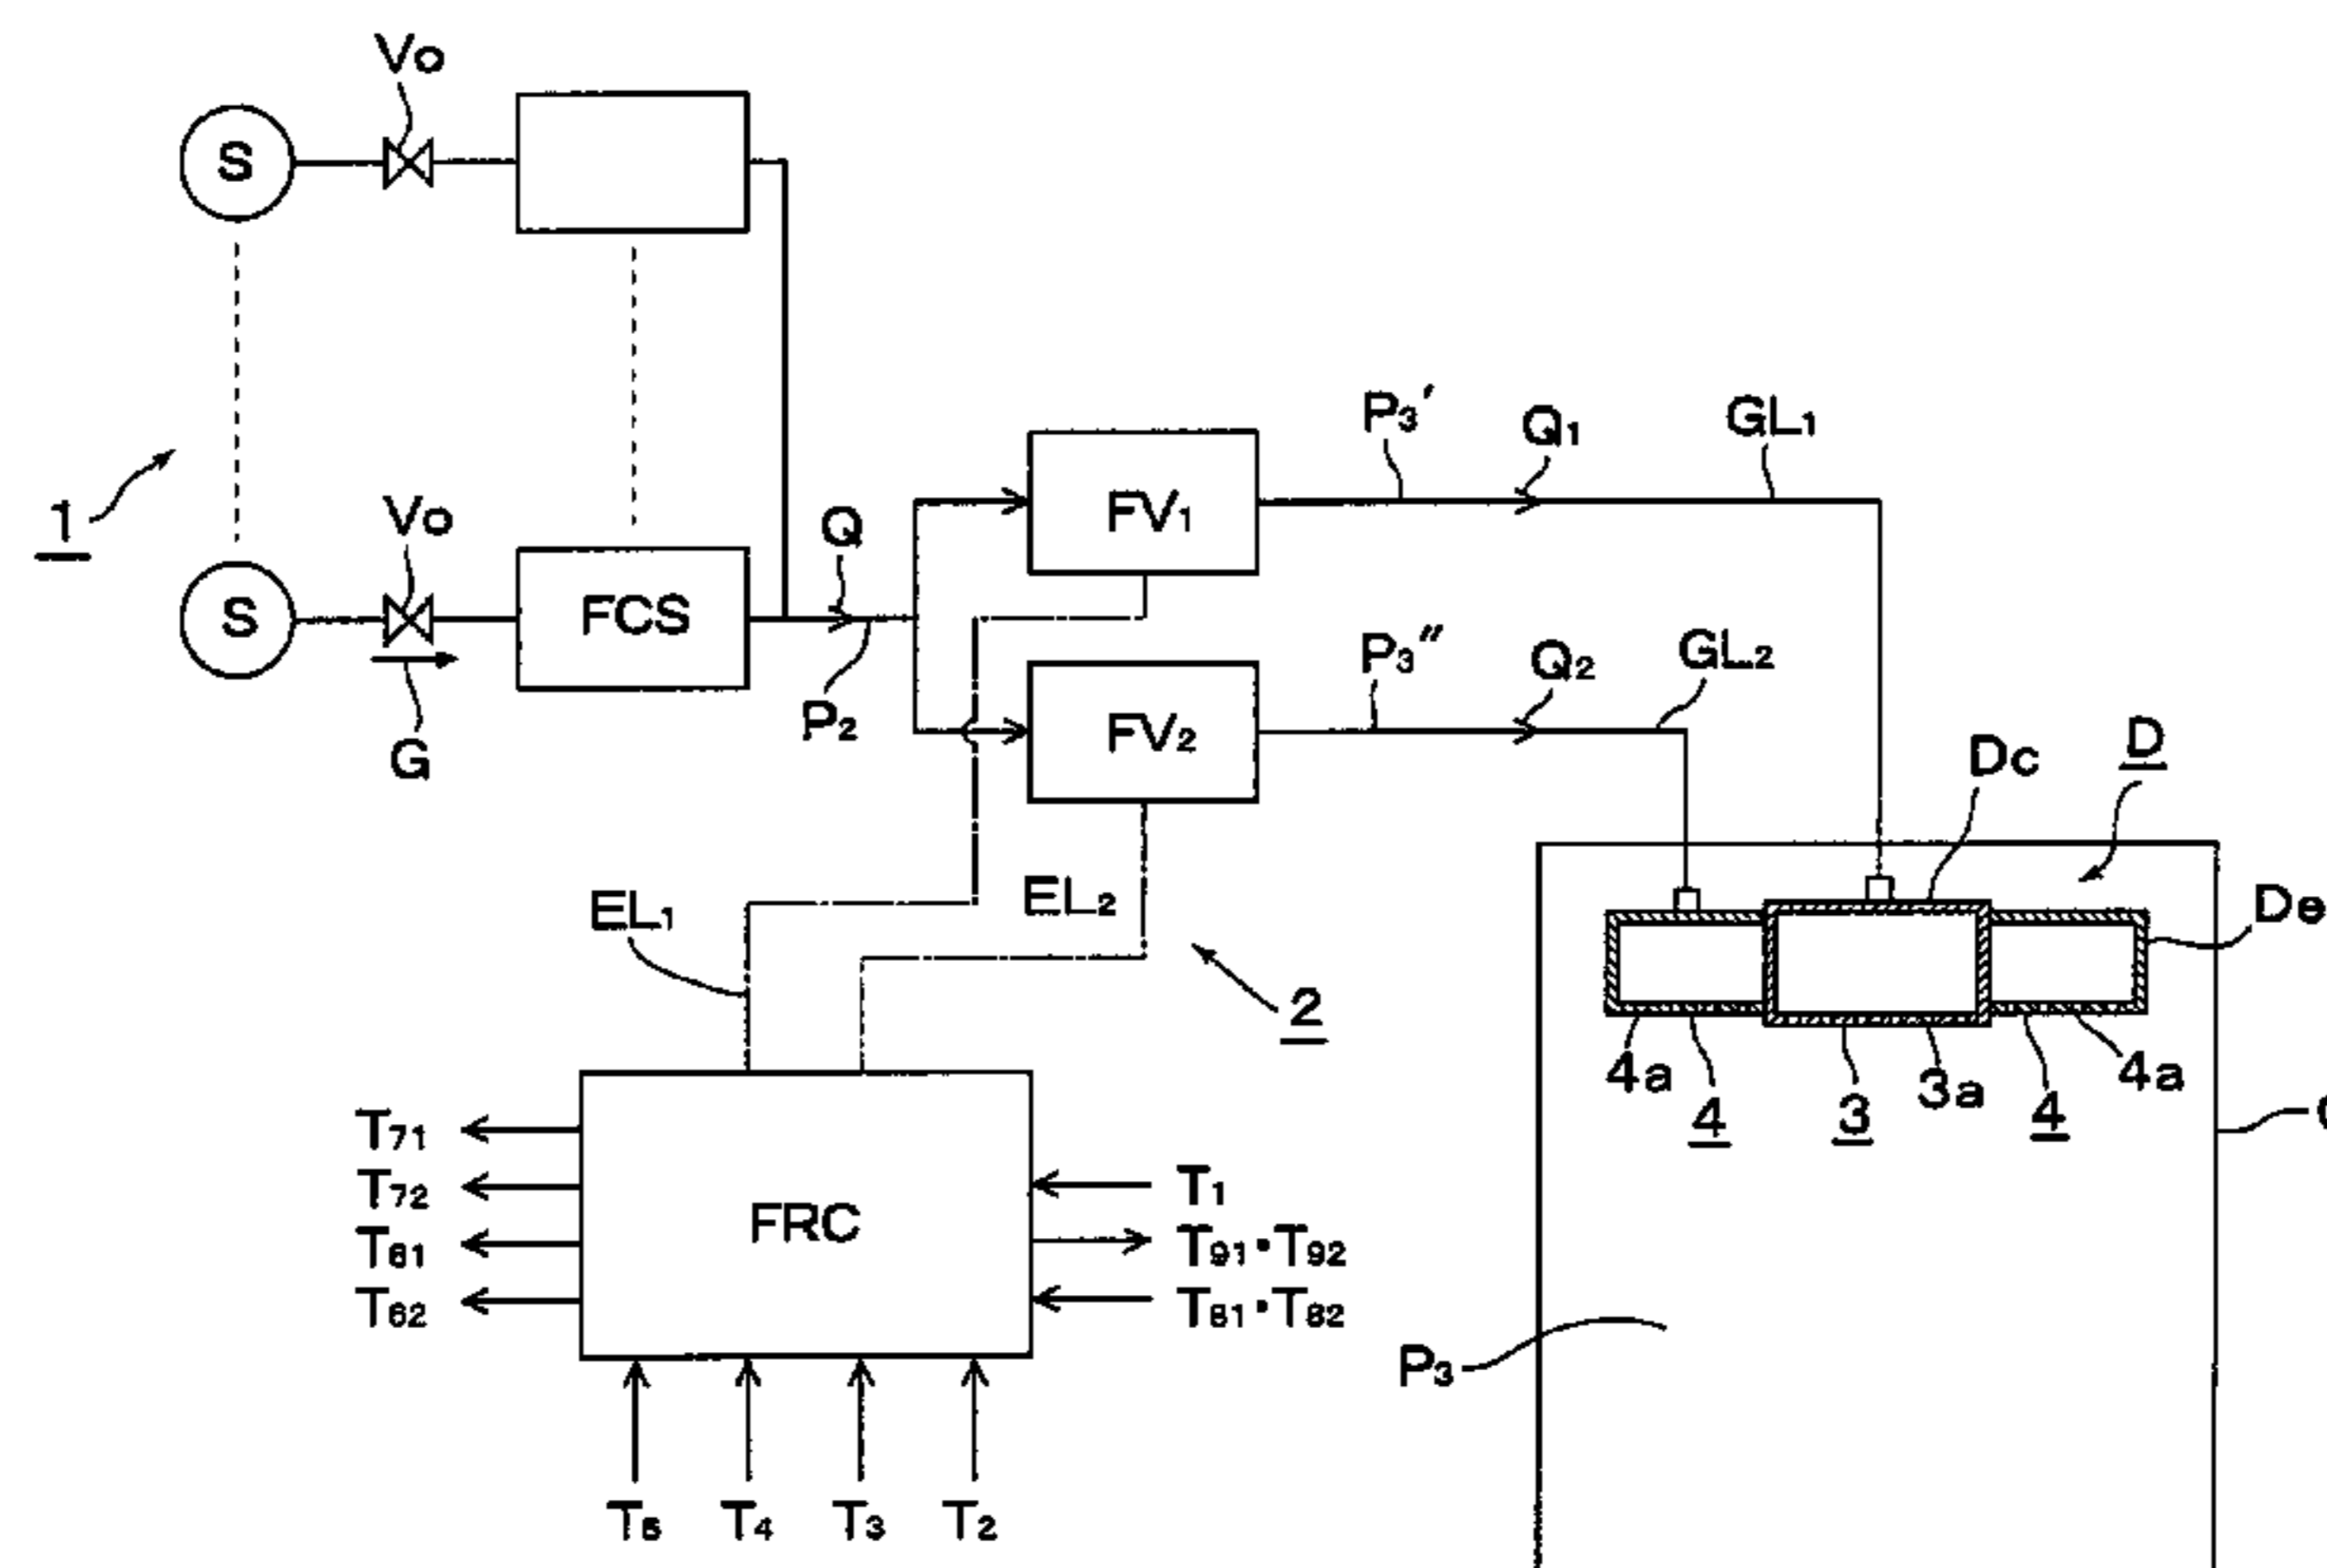 Vo
S
1
Vo
S
G
FCS
Q
P₂
FV₁
P₃′
Q₁
GL₁
FV₂
P₃″
Q₂
GL₂
Dc
D
De
EL₁
EL₂
2
4a
4
3
3a
4
4a
T₇₁
T₇₂
T₆₁
T₆₂
FRC
T₁
T₉₁·T₉₂
T₈₁·T₈₂
P₃
T₅
T₄
T₃
T₂